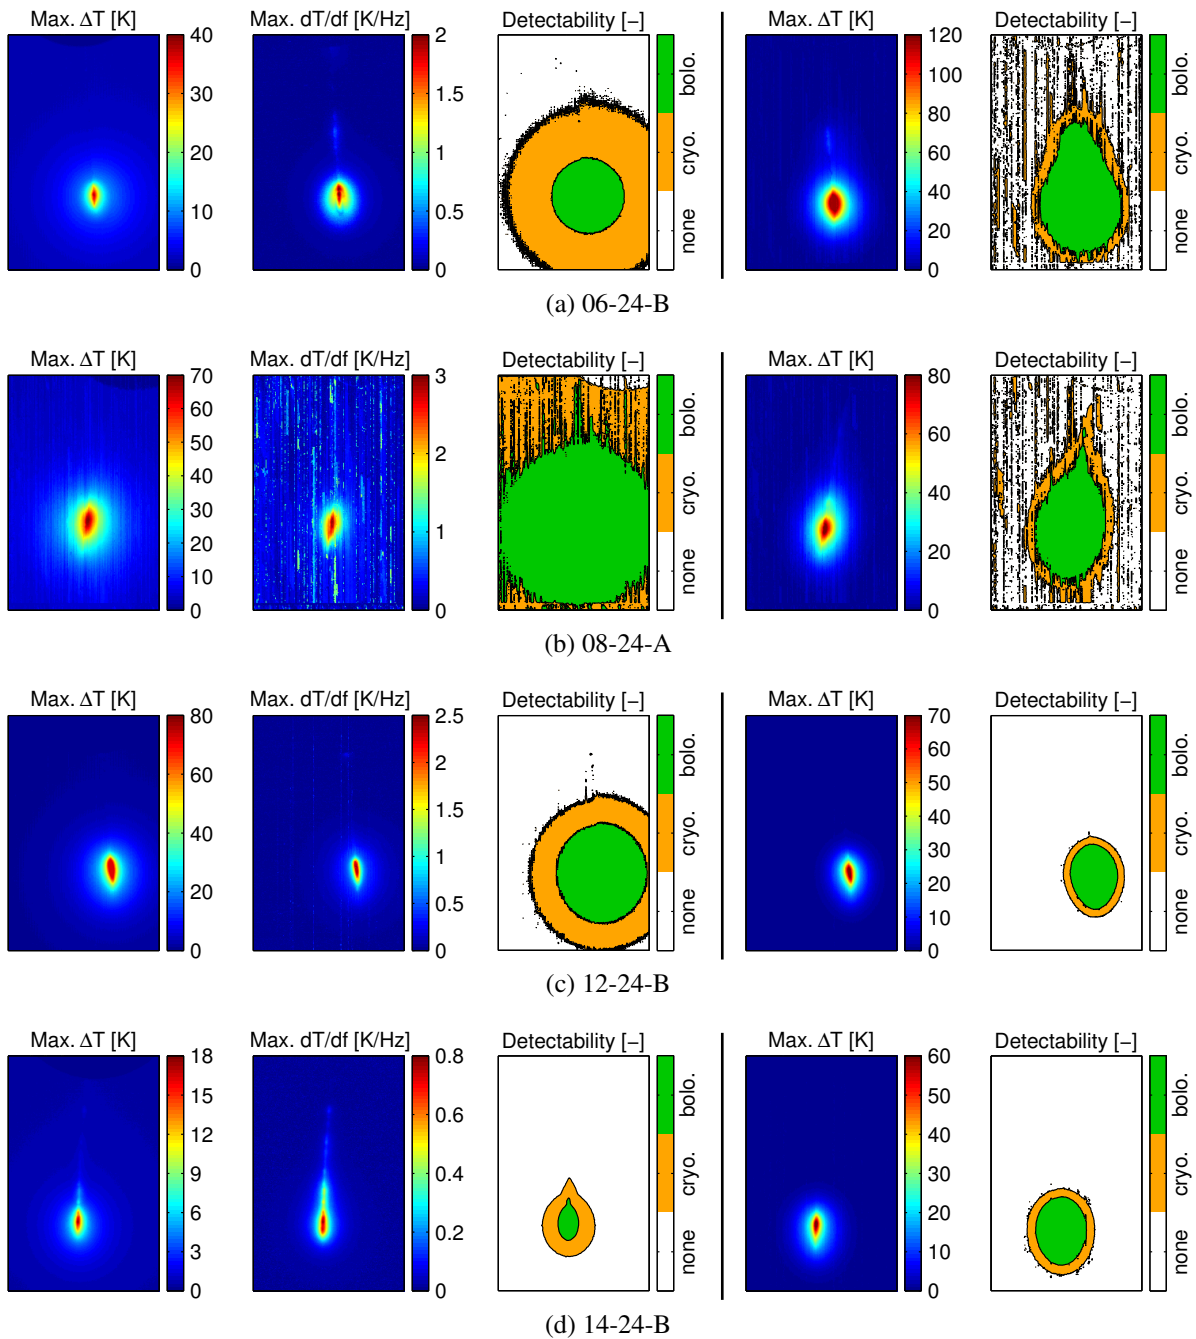 Max. ΔT [K] Max. dT/df [K/Hz] Detectability [–] Max. ΔT [K] Detectability [–]
40 30 20 10 0
2 1.5 1 0.5 0
bolo. cryo. none
120 100 80 60 40 20 0
bolo. cryo. none
(a) 06-24-B
Max. ΔT [K] Max. dT/df [K/Hz] Detectability [–] Max. ΔT [K] Detectability [–]
70 60 50 40 30 20 10 0
3 2 1 0
bolo. cryo. none
80 60 40 20 0
bolo. cryo. none
(b) 08-24-A
Max. ΔT [K] Max. dT/df [K/Hz] Detectability [–] Max. ΔT [K] Detectability [–]
80 60 40 20 0
2.5 2 1.5 1 0.5 0
bolo. cryo. none
70 60 50 40 30 20 10 0
bolo. cryo. none
(c) 12-24-B
Max. ΔT [K] Max. dT/df [K/Hz] Detectability [–] Max. ΔT [K] Detectability [–]
18 15 12 9 6 3 0
0.8 0.6 0.4 0.2 0
bolo. cryo. none
60 50 40 30 20 10 0
bolo. cryo. none
(d) 14-24-B